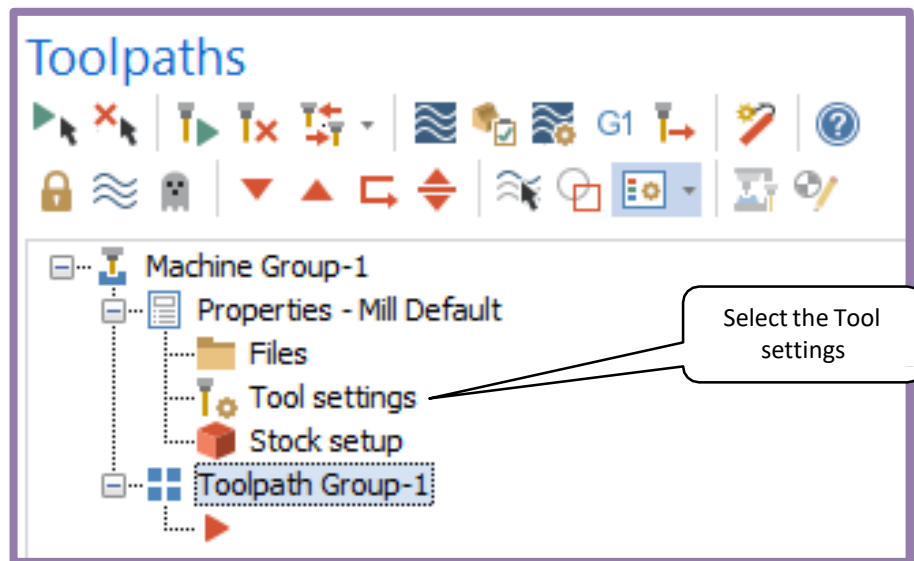 Toolpaths
G1
Machine Group-1
Properties - Mill Default
Select the Tool
settings
Files
Tool settings
Stock setup
Toolpath Group-1